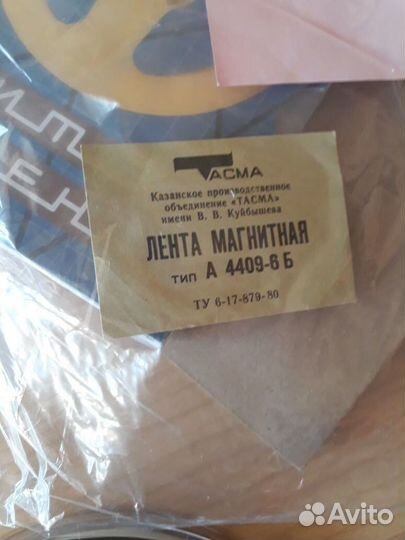 ТАСМА
Казанское производственное
объединение «ТАСМА»
имени В. В. Куйбышева
ЛЕНТА МАГНИТНАЯ
ТИП А 4409-6 Б
ТУ 6-17-879-80
Avito